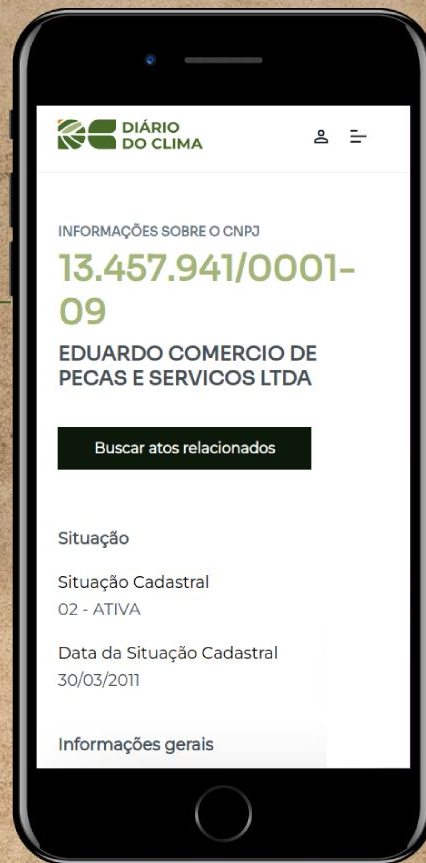 DIÁRIO
DO CLIMA
INFORMAÇÕES SOBRE O CNPJ
13.457.941/0001-
09
EDUARDO COMERCIO DE
PECAS E SERVICOS LTDA
Buscar atos relacionados
Situação
Situação Cadastral
02 - ATIVA
Data da Situação Cadastral
30/03/2011
Informações gerais